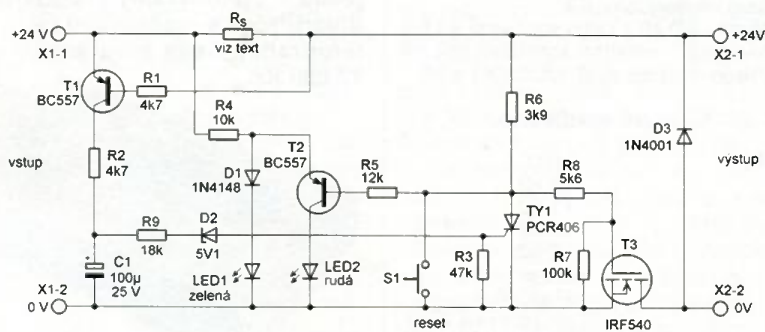 +24 V
X1-1
RS
viz text
+24V
X2-1
T1
BC557
R1
4k7
R4
10k
R6
3k9
D3
1N4001
vstup
R2
4k7
D1
1N4148
T2
BC557
R5
12k
R8
5k6
výstup
R9
18k
D2
5V1
TY1
PCR406
C1
100µ
25 V
+
LED1
zelená
LED2
rudá
S1
R3
47k
R7
100k
T3
X1-2
0 V
X2-2
0V
reset
IRF540